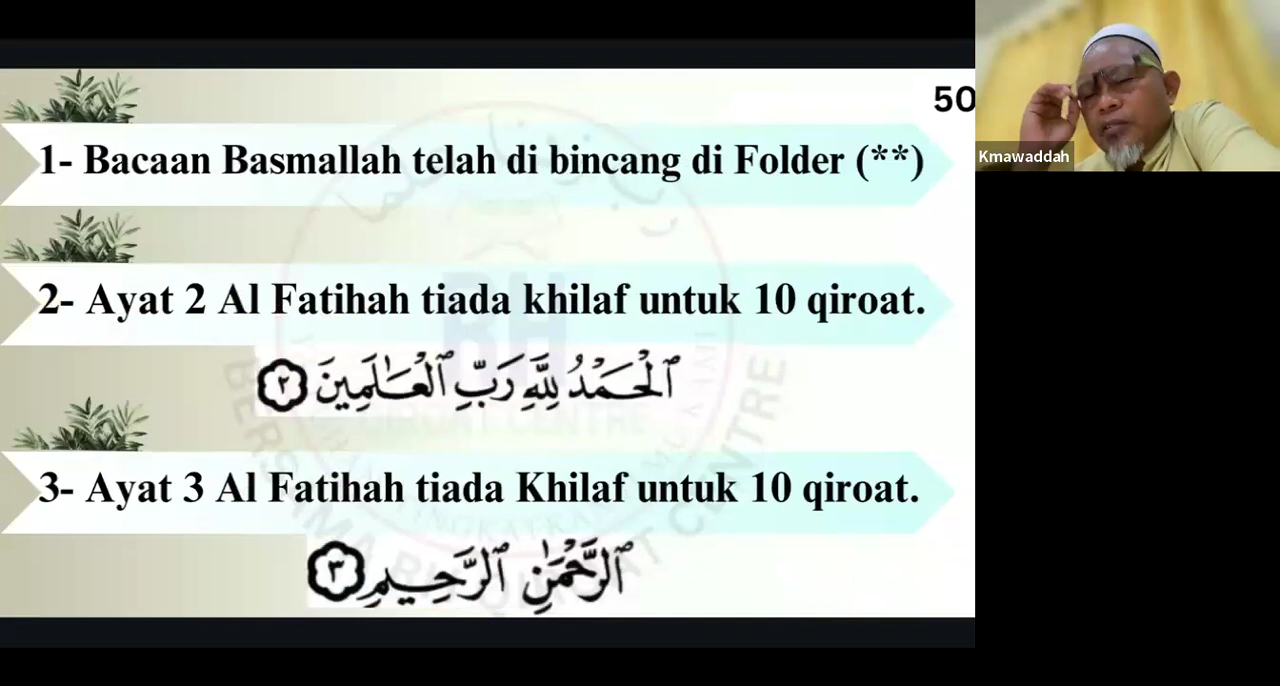 50
1- Bacaan Basmallah telah di bincang di Folder (**)
2- Ayat 2 Al Fatihah tiada khilaf untuk 10 qiroat.
ٱلْحَمْدُ لِلَّهِ رَبِّ ٱلْعَـٰلَمِينَ ٢
3- Ayat 3 Al Fatihah tiada Khilaf untuk 10 qiroat.
ٱلرَّحْمَـٰنِ ٱلرَّحِيمِ ٣
Kmawaddah